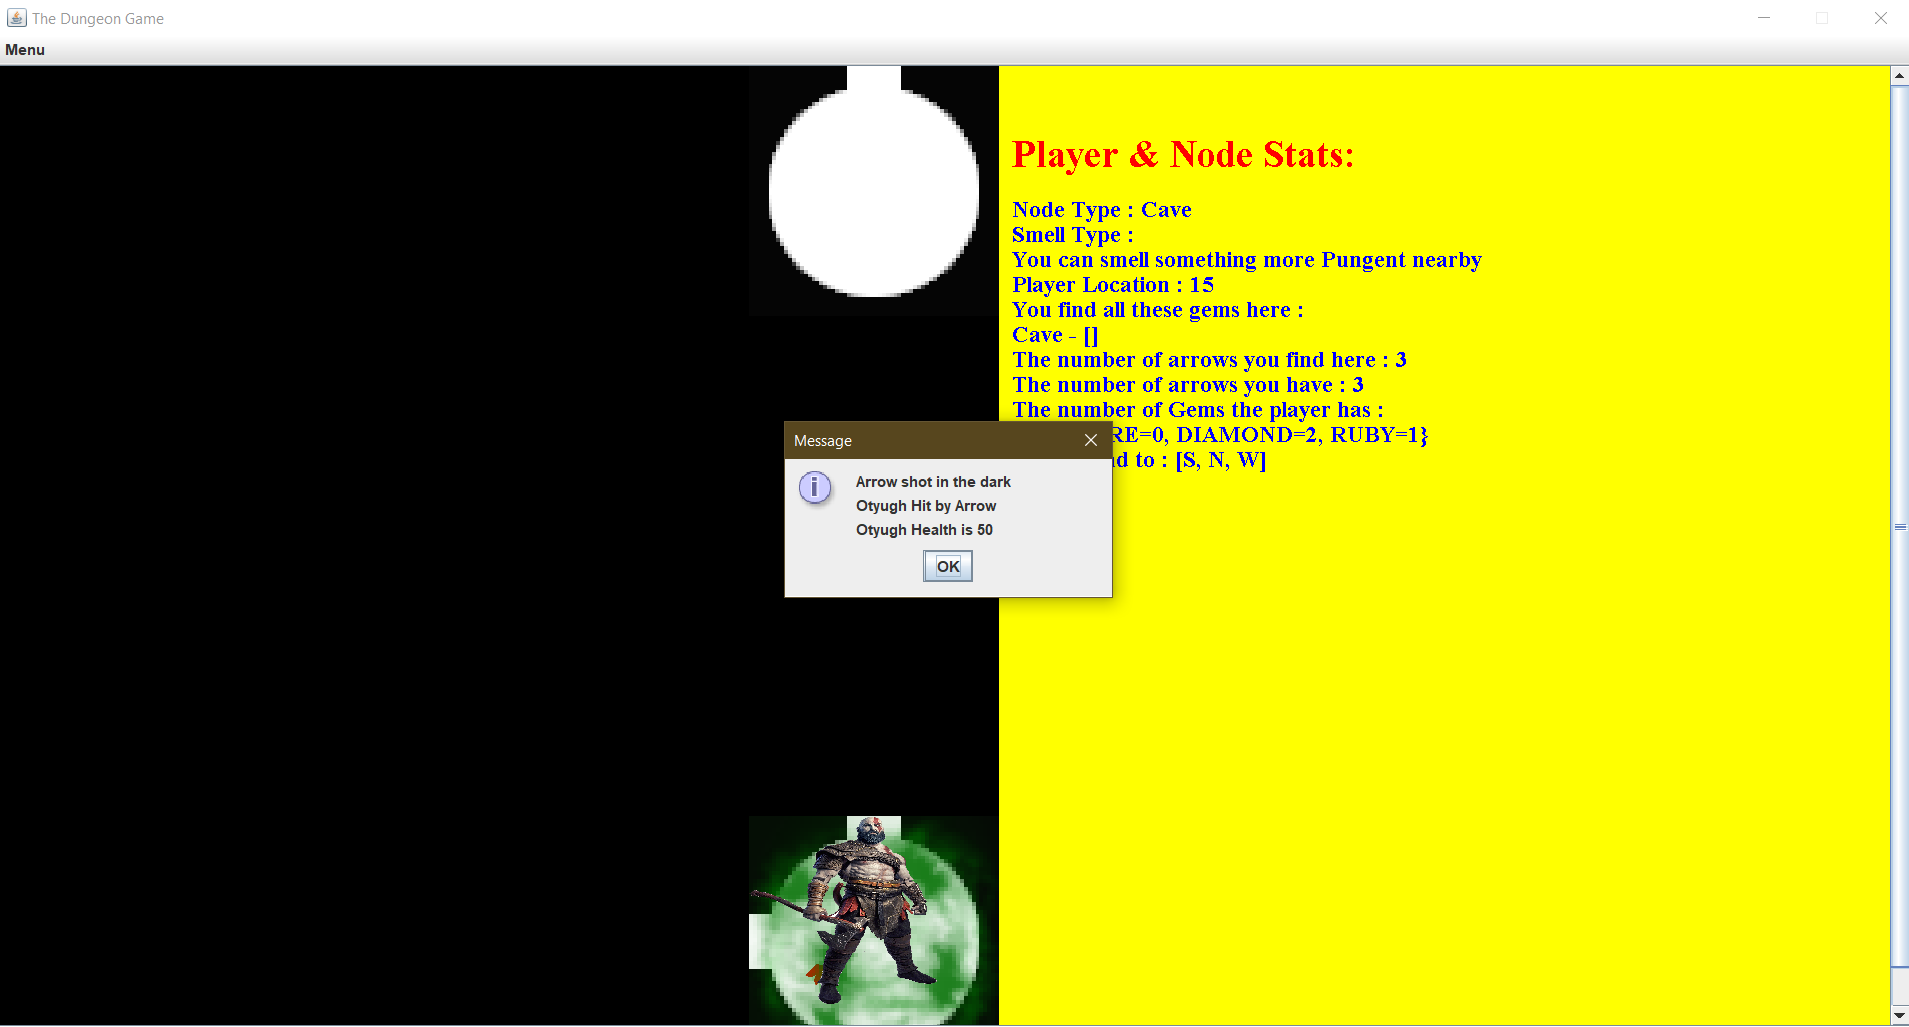 The Dungeon Game
Menu
Player & Node Stats:
Node Type : Cave
Smell Type :
You can smell something more Pungent nearby
Player Location : 15
You find all these gems here :
Cave - []
The number of arrows you find here : 3
The number of arrows you have : 3
The number of Gems the player has :
RE=0, DIAMOND=2, RUBY=1}
to : [S, N, W]
Message
Arrow shot in the dark
Otyugh Hit by Arrow
Otyugh Health is 50
OK